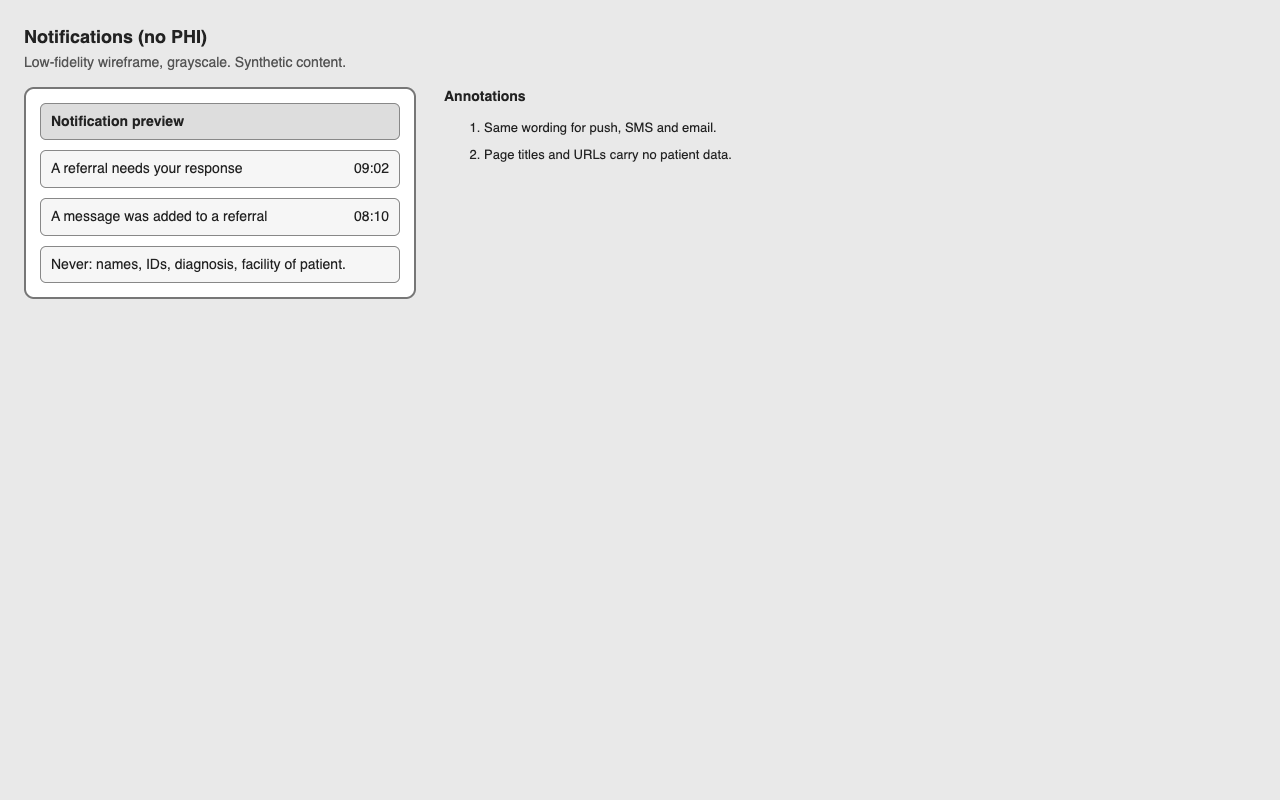 Notifications (no PHI)
Low-fidelity wireframe, grayscale. Synthetic content.
Notification preview
A referral needs your response 09:02
A message was added to a referral 08:10
Never: names, IDs, diagnosis, facility of patient.
Annotations
1. Same wording for push, SMS and email.
2. Page titles and URLs carry no patient data.